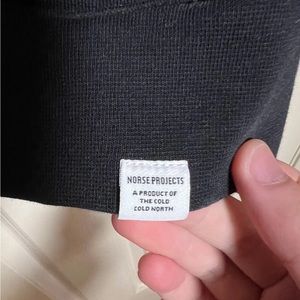 NORSE PROJECTS
A PRODUCT OF
THE COLD
COLD NORTH